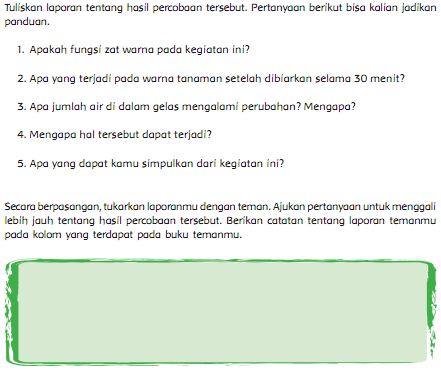 Tuliskan laporan tentang hasil percobaan tersebut. Pertanyaan berikut bisa kalian jadikan
panduan.
1. Apakah fungsi zat warna pada kegiatan ini?
2. Apa yang terjadi pada warna tanaman setelah dibiarkan selama 30 menit?
3. Apa jumlah air di dalam gelas mengalami perubahan? Mengapa?
4. Mengapa hal tersebut dapat terjadi?
5. Apa yang dapat kamu simpulkan dari kegiatan ini?
Secara berpasangan, tukarkan laporanmu dengan teman. Ajukan pertanyaan untuk menggali
lebih jauh tentang hasil percobaan tersebut. Berikan catatan tentang laporan temanmu
pada kolom yang terdapat pada buku temanmu.